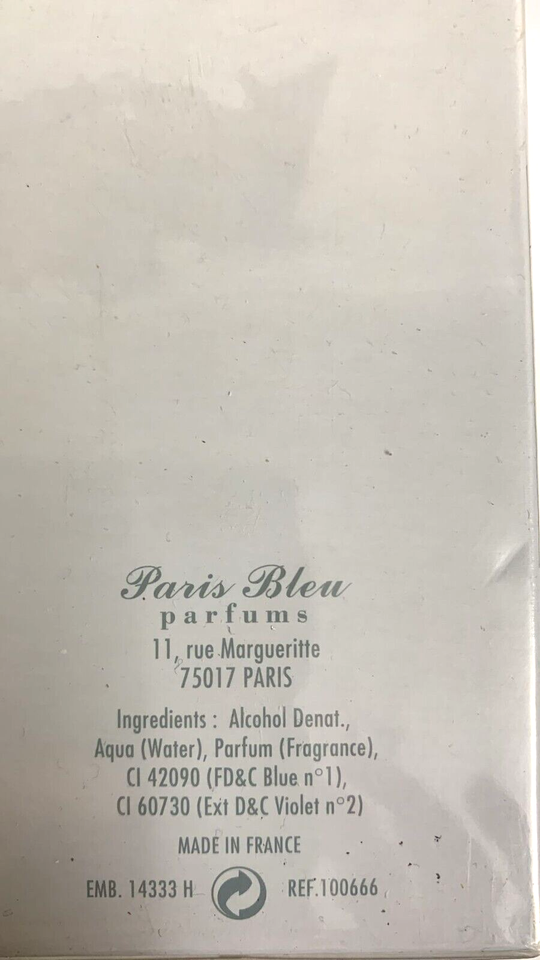 Paris Bleu
parfums
11, rue Margueritte
75017 PARIS
Ingredients : Alcohol Denat.,
Aqua (Water), Parfum (Fragrance),
CI 42090 (FD&C Blue n°1),
CI 60730 (Ext D&C Violet n°2)
MADE IN FRANCE
EMB. 14333 H REF.100666